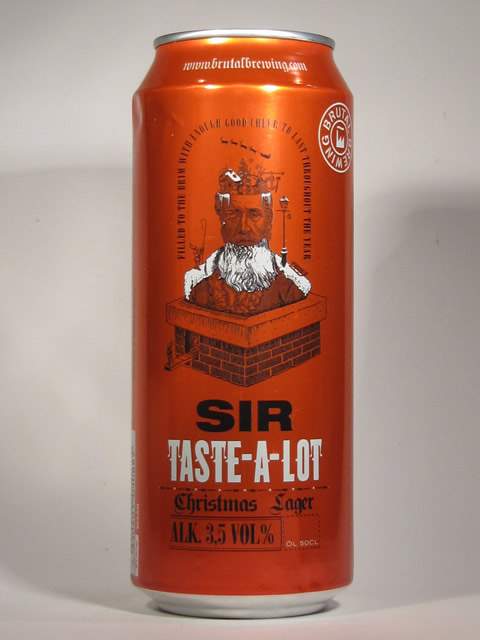 www.brutalbrewing.com
BRUTAL BREWING
FILLED TO THE BRIM WITH ENOUGH GOOD CHEER TO LAST THROUGHOUT THE YEAR
SIR
TASTE-A-LOT
Christmas Lager
ALK. 3,5 VOL%
ÖL 50CL